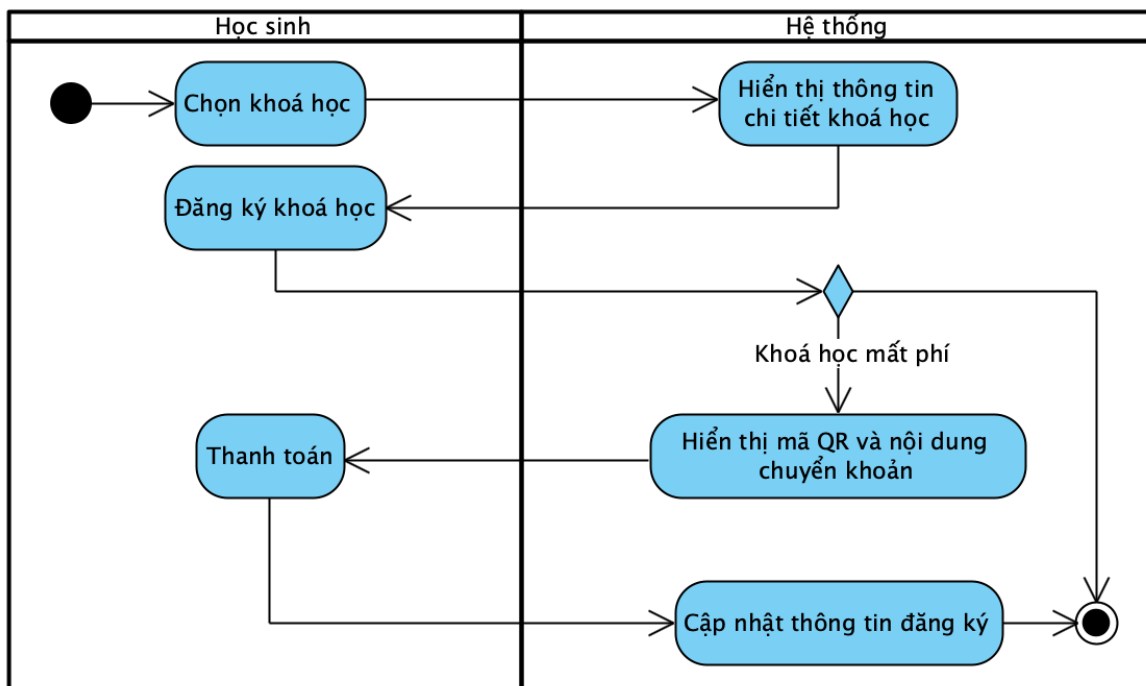 Học sinh
Hệ thống
Chọn khoá học
Hiển thị thông tin
chi tiết khoá học
Đăng ký khoá học
Khoá học mất phí
Thanh toán
Hiển thị mã QR và nội dung
chuyển khoản
Cập nhật thông tin đăng ký